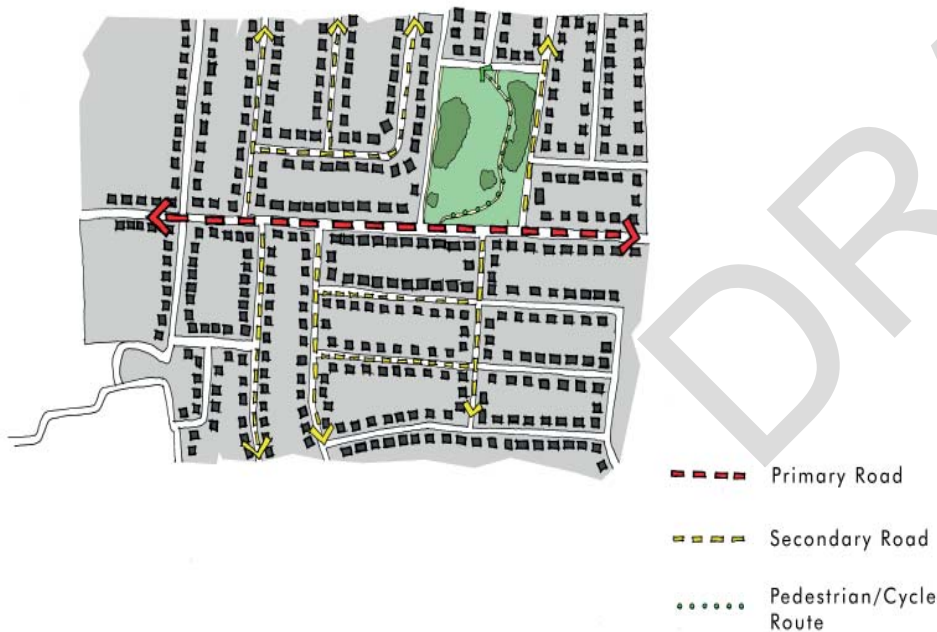 DR
Primary Road
Secondary Road
Pedestrian/Cycle
Route